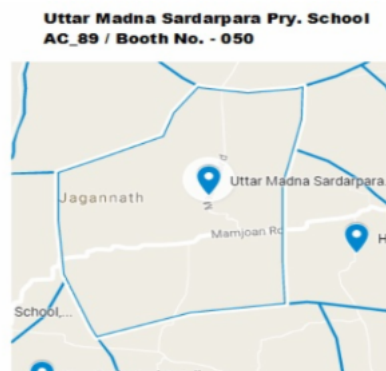 Uttar Madna Sardarpara Pry. School
AC_89 / Booth No. - 050
Jagannath
Uttar Madna Sardarpara
Mamjoan Rd
H
School,...